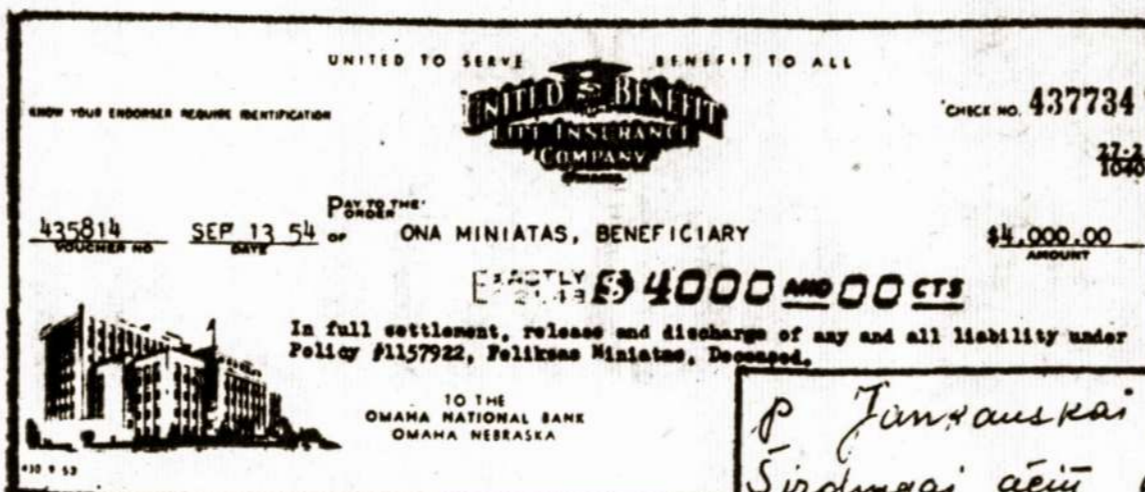 UNITED TO SERVE BENEFIT TO ALL
UNITED BENEFIT
LIFE INSURANCE
COMPANY
KNOW YOUR ENDORSER REQUIRE IDENTIFICATION
CHECK NO. 437734
27-2
1040
PAY TO THE
ORDER
OF ONA MINIATAS, BENEFICIARY
435814 SEP 13 54 $4,000.00
VOUCHER NO DATE AMOUNT
EXACTLY $4000 AND 00 CTS
In full settlement, release and discharge of any and all liability under
Policy #1157922, Feliksas Miniatas, Deceased.
TO THE
OMAHA NATIONAL BANK
OMAHA NEBRASKA
P Jankauskai
Širdingai ačiū